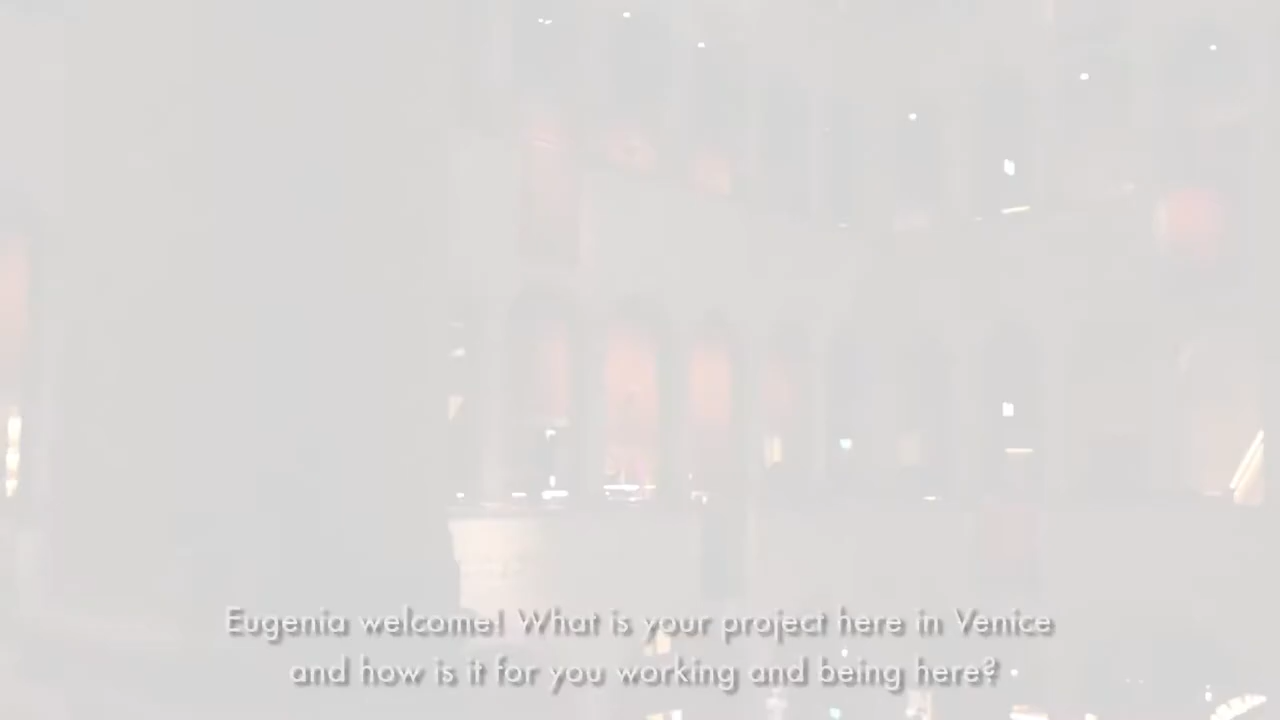 Eugenia welcome! What is your project here in Venice
and how is it for you working and being here?